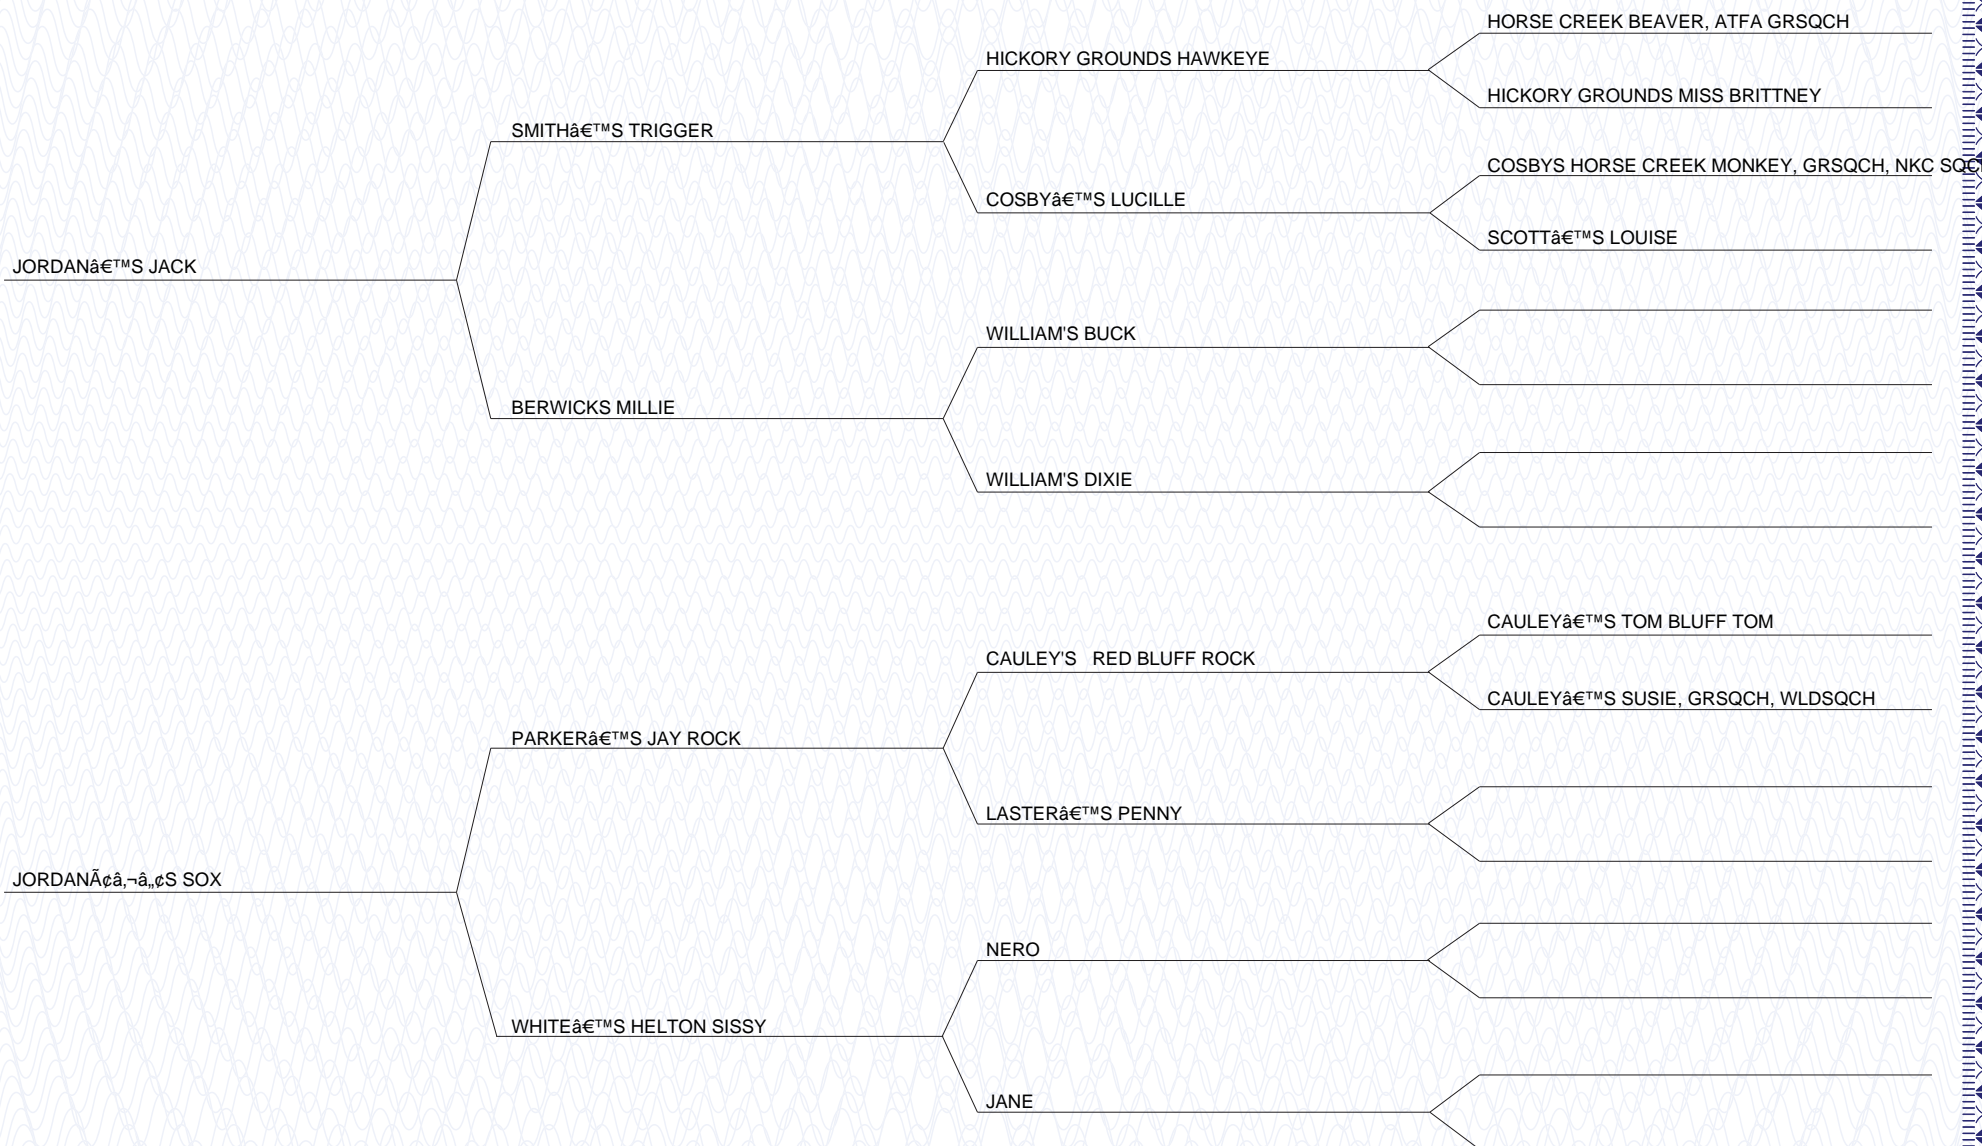 HORSE CREEK BEAVER, ATFA GRSQCH
HICKORY GROUNDS HAWKEYE
HICKORY GROUNDS MISS BRITTNEY
SMITHâ€™S TRIGGER
COSBYS HORSE CREEK MONKEY, GRSQCH, NKC
COSBYâ€™S LUCILLE
SCOTTâ€™S LOUISE
JORDANâ€™S JACK
WILLIAM'S BUCK
BERWICKS MILLIE
WILLIAM'S DIXIE
CAULEYâ€™S TOM BLUFF TOM
CAULEY'S   RED BLUFF ROCK
CAULEYâ€™S SUSIE, GRSQCH, WLDSQCH
PARKERâ€™S JAY ROCK
LASTERâ€™S PENNY
JORDANÃ¢â‚¬â„¢S SOX
NERO
WHITEâ€™S HELTON SISSY
JANE